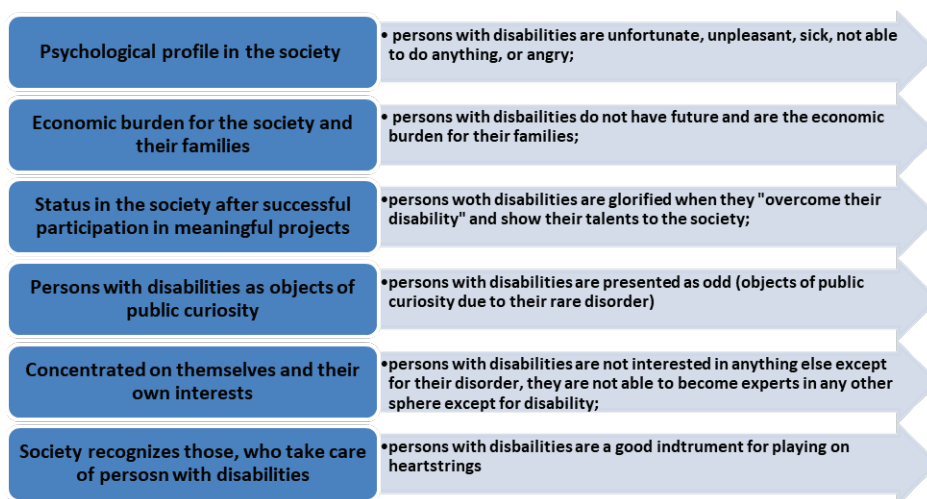 Psychological profile in the society
• persons with disabilities are unfortunate, unpleasant, sick, not able
to do anything, or angry;
Economic burden for the society and
their families
• persons with disbailities do not have future and are the economic
burden for their families;
Status in the society after successful
participation in meaningful projects
•persons woth disabilities are glorified when they "overcome their
disability" and show their talents to the society;
Persons with disabilities as objects of
public curiosity
•persons with disabilities are presented as odd (objects of public
curiosity due to their rare disorder)
Concentrated on themselves and their
own interests
•persons with disabilities are not interested in anything else except
for their disorder, they are not able to become experts in any other
sphere except for disability;
Society recognizes those, who take care
of persosn with disabilities
•persons with disbailities are a good indtrument for playing on
heartstrings